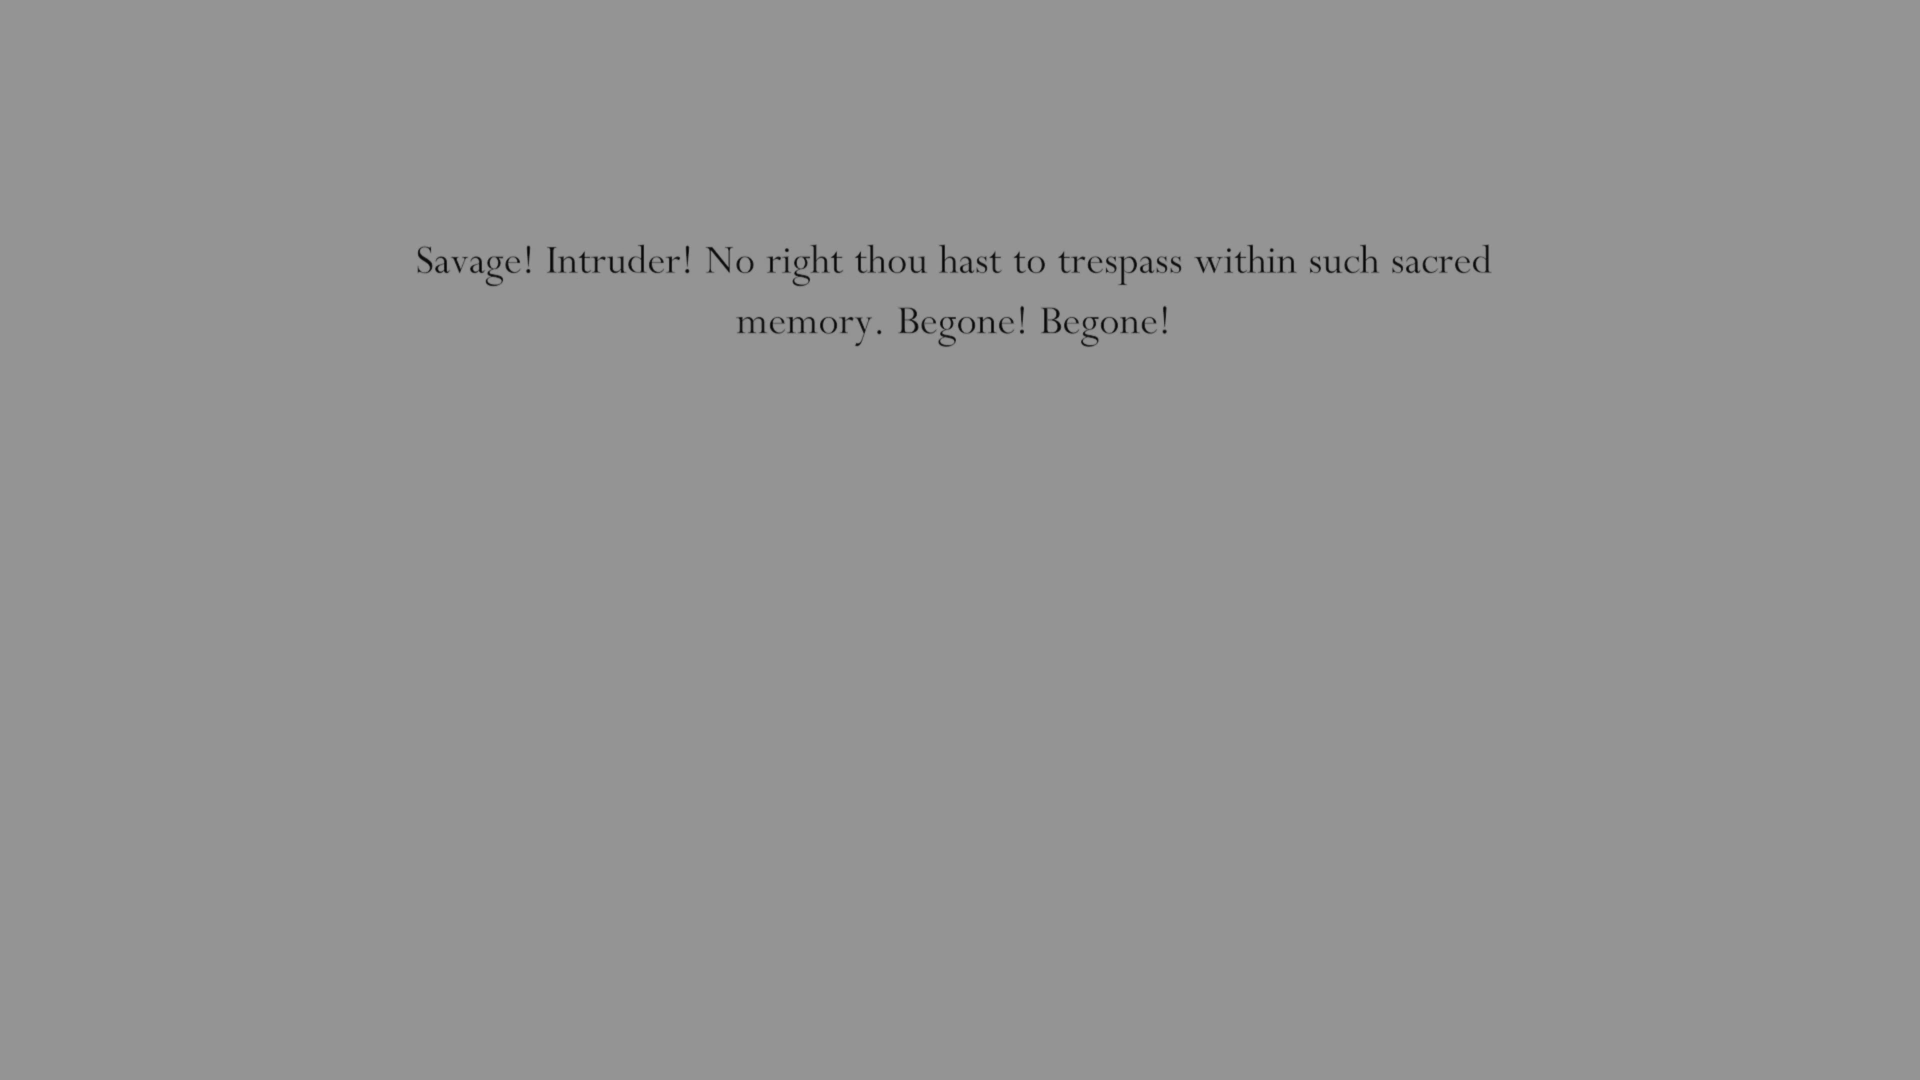 Savage! Intruder! No right thou hast to trespass within such sacred
memory. Begone! Begone!